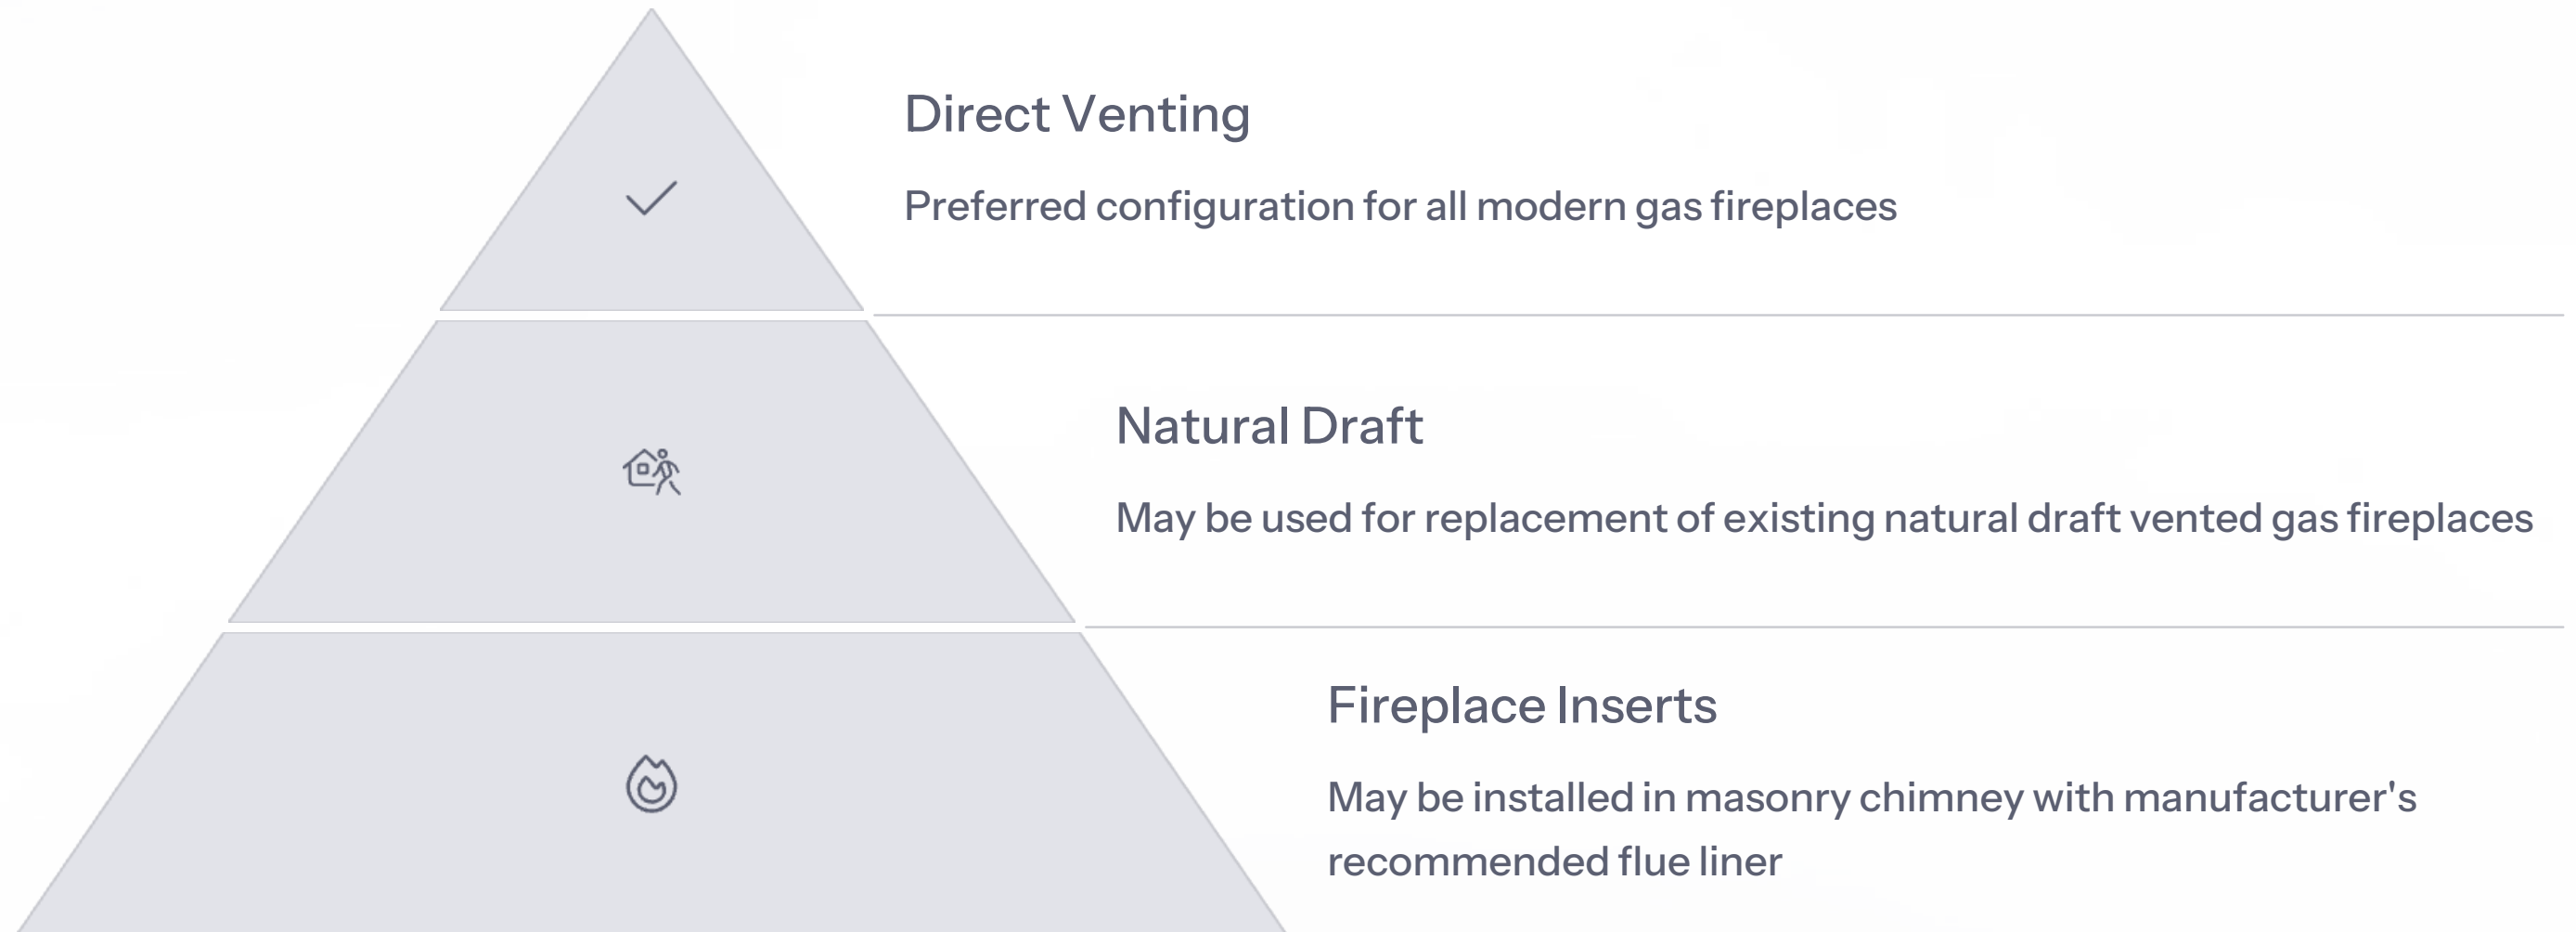 Direct Venting
Preferred configuration for all modern gas fireplaces
Natural Draft
May be used for replacement of existing natural draft vented gas fireplaces
Fireplace Inserts
May be installed in masonry chimney with manufacturer's
recommended flue liner